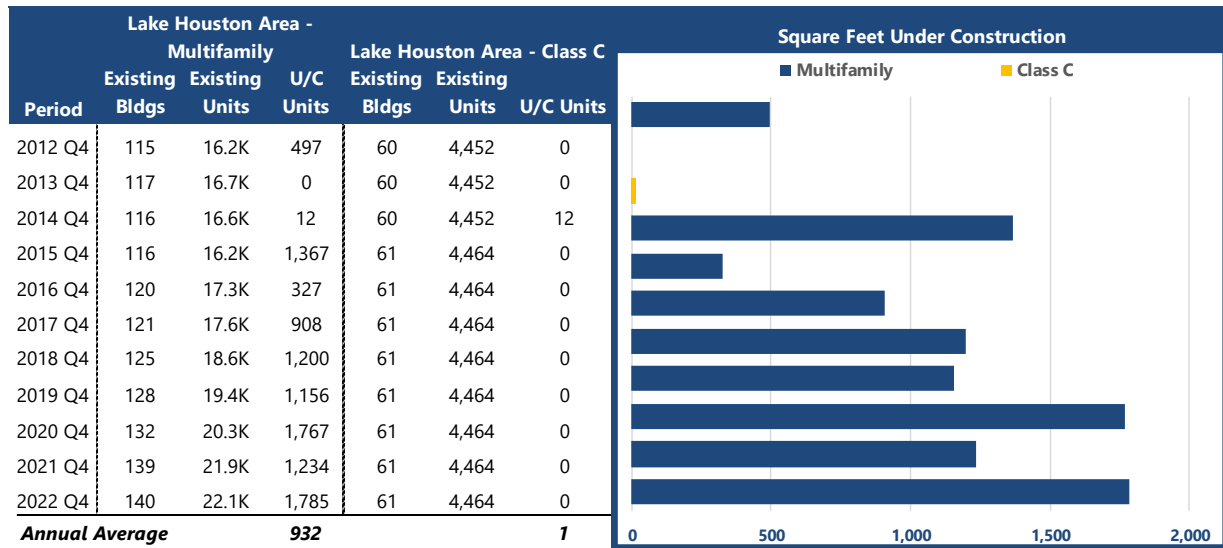 Lake Houston Area -
Multifamily
Lake Houston Area - Class C
Period
Existing Bldgs
Existing Units
U/C Units
Existing Bldgs
Existing Units
U/C Units
2012 Q4 115 16.2K 497 60 4,452 0
2013 Q4 117 16.7K 0 60 4,452 0
2014 Q4 116 16.6K 12 60 4,452 12
2015 Q4 116 16.2K 1,367 61 4,464 0
2016 Q4 120 17.3K 327 61 4,464 0
2017 Q4 121 17.6K 908 61 4,464 0
2018 Q4 125 18.6K 1,200 61 4,464 0
2019 Q4 128 19.4K 1,156 61 4,464 0
2020 Q4 132 20.3K 1,767 61 4,464 0
2021 Q4 139 21.9K 1,234 61 4,464 0
2022 Q4 140 22.1K 1,785 61 4,464 0
Annual Average 932 1
Square Feet Under Construction
Multifamily Class C
0 500 1,000 1,500 2,000